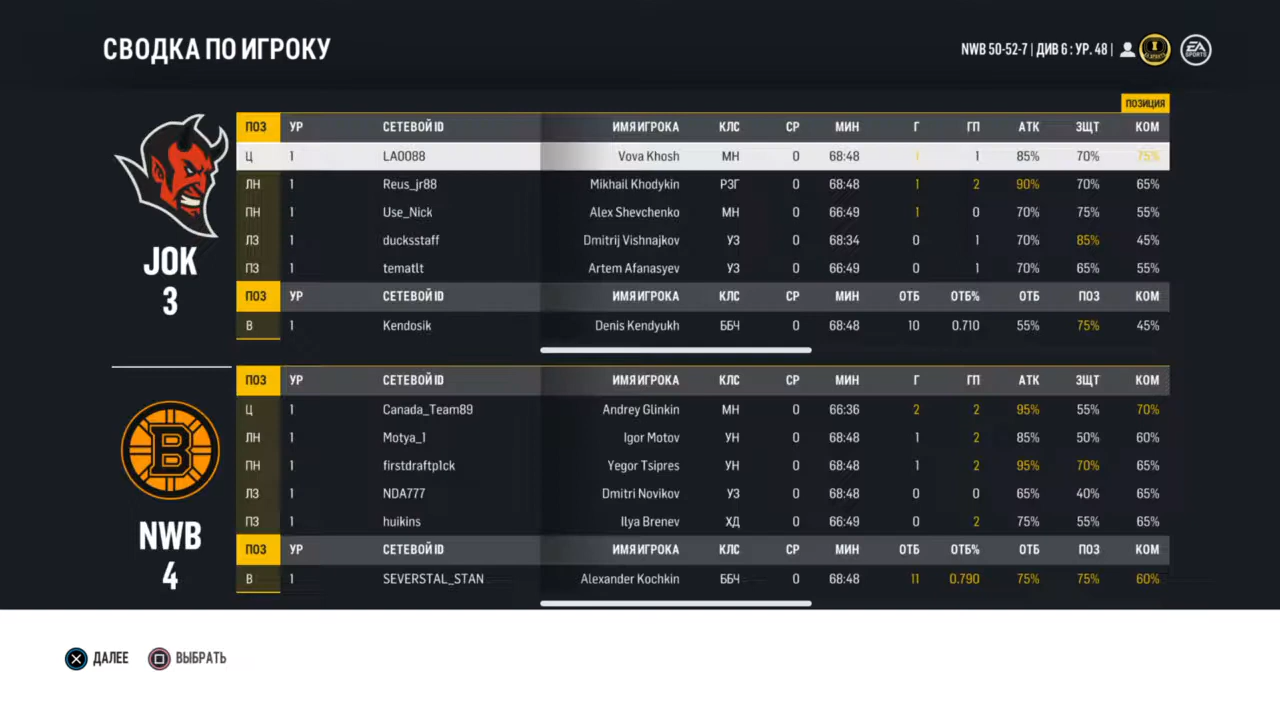 СВОДКА ПО ИГРОКУ
NWB 50-52-7 | ДИВ 6 : УР. 48 |
ПОЗИЦИЯ
ПОЗ УР СЕТЕВОЙ ID ИМЯ ИГРОКА КЛС СР МИН Г ГП АТК ЗЩТ КОМ
Ц 1 LAOO88 Vova Khosh МН 0 68:48 1 1 85% 70% 75%
ЛН 1 Reus_jr88 Mikhail Khodykin РЗГ 0 68:48 1 2 90% 70% 65%
ПН 1 Use_Nick Alex Shevchenko МН 0 66:49 1 0 70% 75% 55%
ЛЗ 1 ducksstaff Dmitrij Vishnajkov УЗ 0 68:34 0 1 70% 85% 45%
ПЗ 1 tematlt Artem Afanasyev УЗ 0 66:49 0 1 70% 65% 55%
JOK
3
ПОЗ УР СЕТЕВОЙ ID ИМЯ ИГРОКА КЛС СР МИН ОТБ ОТБ% ОТБ ПОЗ КОМ
В 1 Kendosik Denis Kendyukh ББЧ 0 68:48 10 0.710 55% 75% 45%
ПОЗ УР СЕТЕВОЙ ID ИМЯ ИГРОКА КЛС СР МИН Г ГП АТК ЗЩТ КОМ
Ц 1 Canada_Team89 Andrey Glinkin МН 0 66:36 2 2 95% 55% 70%
ЛН 1 Motya_1 Igor Motov УН 0 68:48 1 2 85% 50% 60%
ПН 1 firstdraftp1ck Yegor Tsipres УН 0 68:48 1 2 95% 70% 65%
ЛЗ 1 NDA777 Dmitri Novikov УЗ 0 68:48 0 0 65% 40% 65%
ПЗ 1 huikins Ilya Brenev ХД 0 66:49 0 2 75% 55% 65%
B
NWB
4
ПОЗ УР СЕТЕВОЙ ID ИМЯ ИГРОКА КЛС СР МИН ОТБ ОТБ% ОТБ ПОЗ КОМ
В 1 SEVERSTAL_STAN Alexander Kochkin ББЧ 0 68:48 11 0.790 75% 75% 60%
ДАЛЕЕ ВЫБРАТЬ